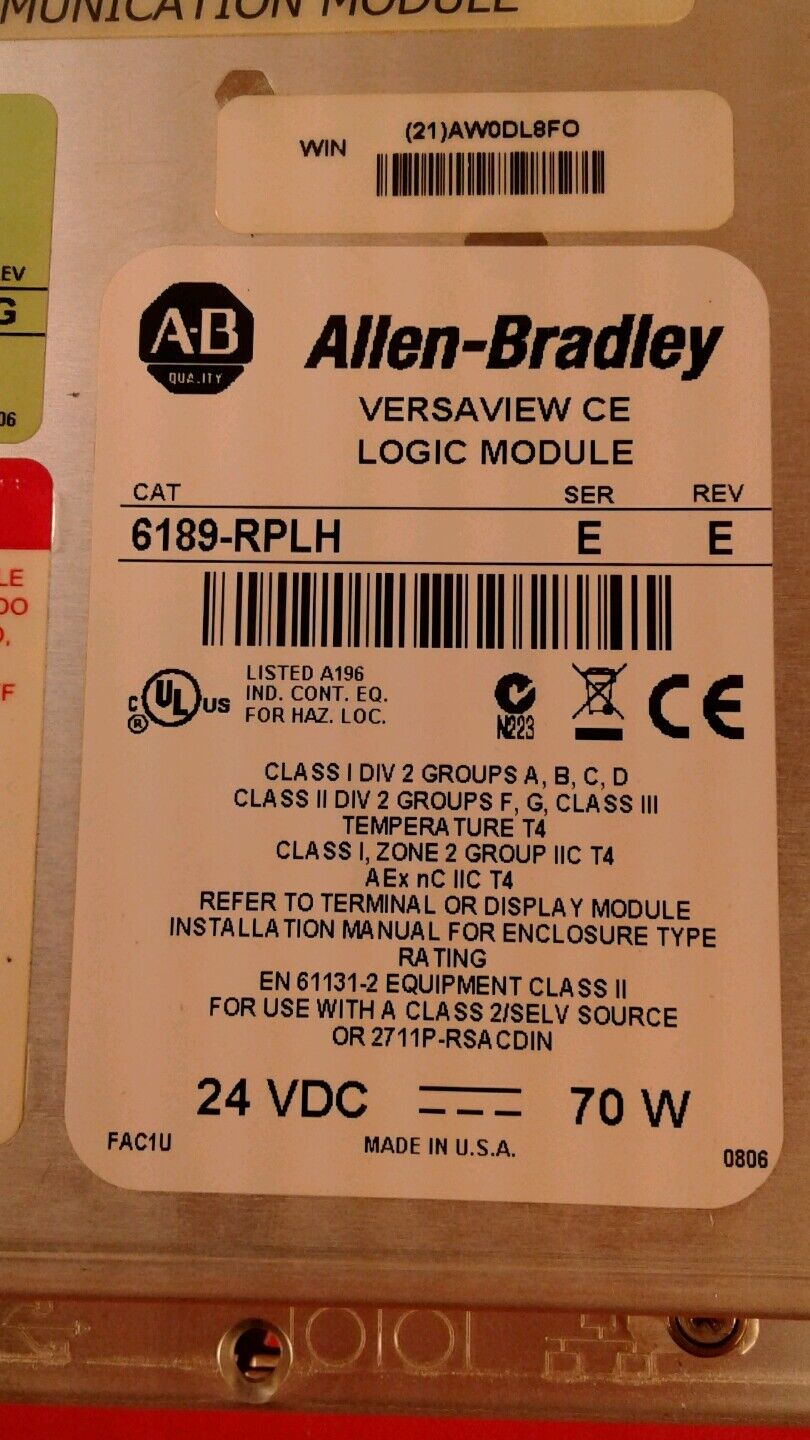 MUNICATION MODULE
WIN
(21)AW0DL8FO
EV
G
06
LE
DO
F
A-B
QUALITY
Allen-Bradley
VERSAVIEW CE
LOGIC MODULE
CAT SER REV
6189-RPLH E E
C UL US
®
LISTED A196
IND. CONT. EQ.
FOR HAZ. LOC.
N223
CE
CLASS I DIV 2 GROUPS A, B, C, D
CLASS II DIV 2 GROUPS F, G, CLASS III
TEMPERATURE T4
CLASS I, ZONE 2 GROUP IIC T4
AEx nC IIC T4
REFER TO TERMINAL OR DISPLAY MODULE
INSTALLATION MANUAL FOR ENCLOSURE TYPE
RATING
EN 61131-2 EQUIPMENT CLASS II
FOR USE WITH A CLASS 2/SELV SOURCE
OR 2711P-RSACDIN
24 VDC 70 W
FAC1U MADE IN U.S.A. 0806